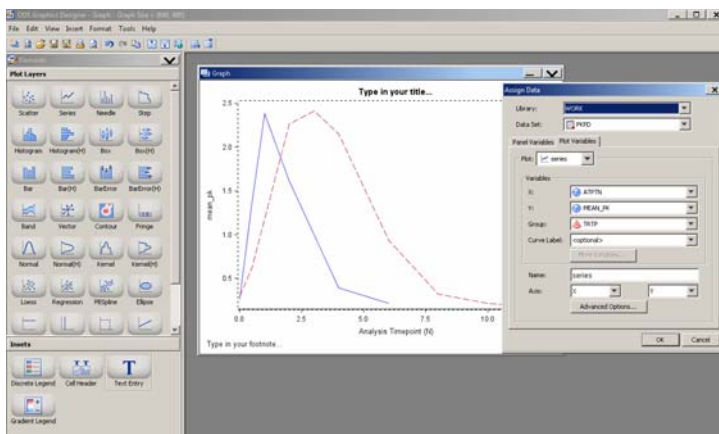 ODS Graphics Designer - Graph - Graph Size = (640, 480)
File Edit View Insert Format Tools Help
Elements
Plot Layers
Scatter Series Needle Step
Histogram Histogram(H) Box Box(H)
Bar Bar(H) BarError BarError(H)
Band Vector Contour Fringe
Normal Normal(H) Kernel Kernel(H)
Loess Regression PBSpline Ellipse
Insets
Discrete Legend Cell Header Text Entry
Gradient Legend
Graph
Type in your title...
2.5
2.0
1.5
1.0
0.5
mean_pk
0.0 2.5 5.0 7.5 10.0
Analysis Timepoint (N)
Type in your footnote...
Assign Data
Library: WORK
Data Set: PKPD
Panel Variables Plot Variables
Plot: series
Variables
X: ATPTN
Y: MEAN_PK
Group: TRTP
Curve Label: <optional>
More Variables...
Name: series
Axis: X Y
Advanced Options...
OK Cancel